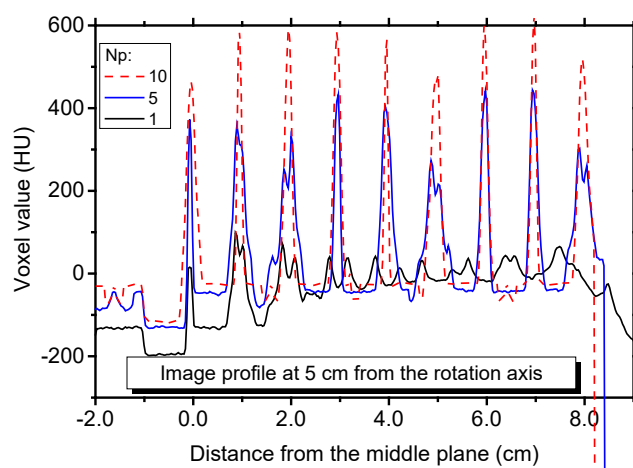 600
400
200
0
-200
Voxel value (HU)
Np:
10
5
1
Image profile at 5 cm from the rotation axis
-2.0 0.0 2.0 4.0 6.0 8.0
Distance from the middle plane (cm)